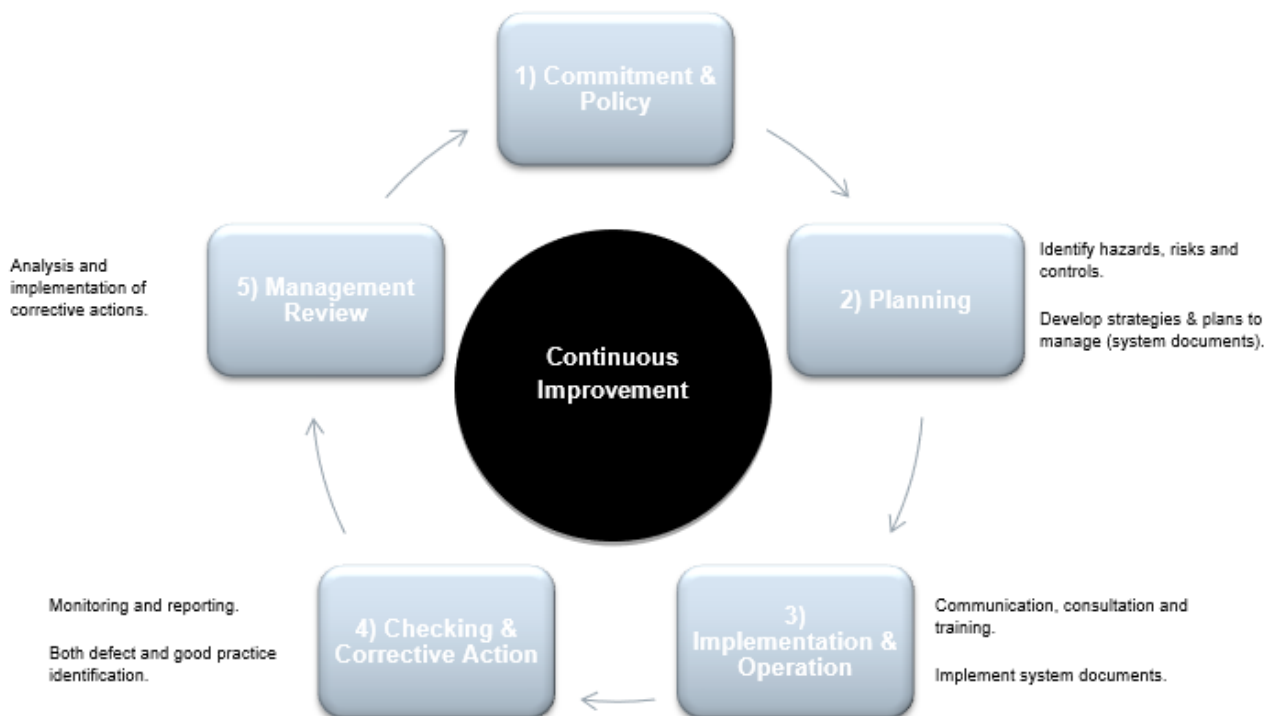 1) Commitment &
Policy
2) Planning
Identify hazards, risks and
controls.
Develop strategies & plans to
manage (system documents).
3)
Implementation &
Operation
Communication, consultation and
training.
Implement system documents.
4) Checking &
Corrective Action
Monitoring and reporting.
Both defect and good practice
identification.
5) Management
Review
Analysis and
implementation of
corrective actions.
Continuous
Improvement